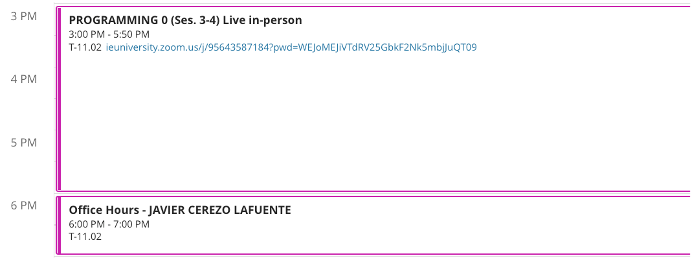 3 PM
PROGRAMMING 0 (Ses. 3-4) Live in-person
3:00 PM - 5:50 PM
T-11.02 ieuniversity.zoom.us/j/95643587184?pwd=WEJoMEJiVTdRV25GbkF2Nk5mbjJuQT09
4 PM
5 PM
6 PM
Office Hours - JAVIER CEREZO LAFUENTE
6:00 PM - 7:00 PM
T-11.02